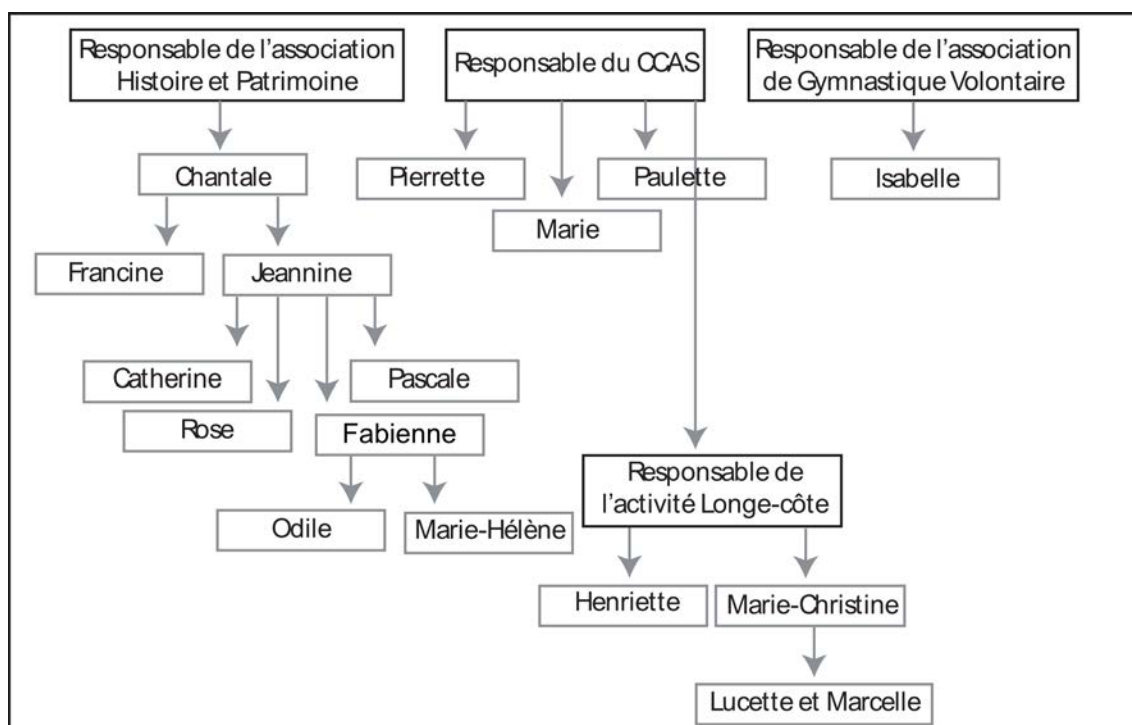 Responsable de l'association
Histoire et Patrimoine
Responsable du CCAS
Responsable de l'association
de Gymnastique Volontaire
Chantale
Pierrette
Paulette
Isabelle
Marie
Francine
Jeannine
Catherine
Pascale
Rose
Fabienne
Responsable de
l'activité Longe-côte
Odile
Marie-Hélène
Henriette
Marie-Christine
Lucette et Marcelle